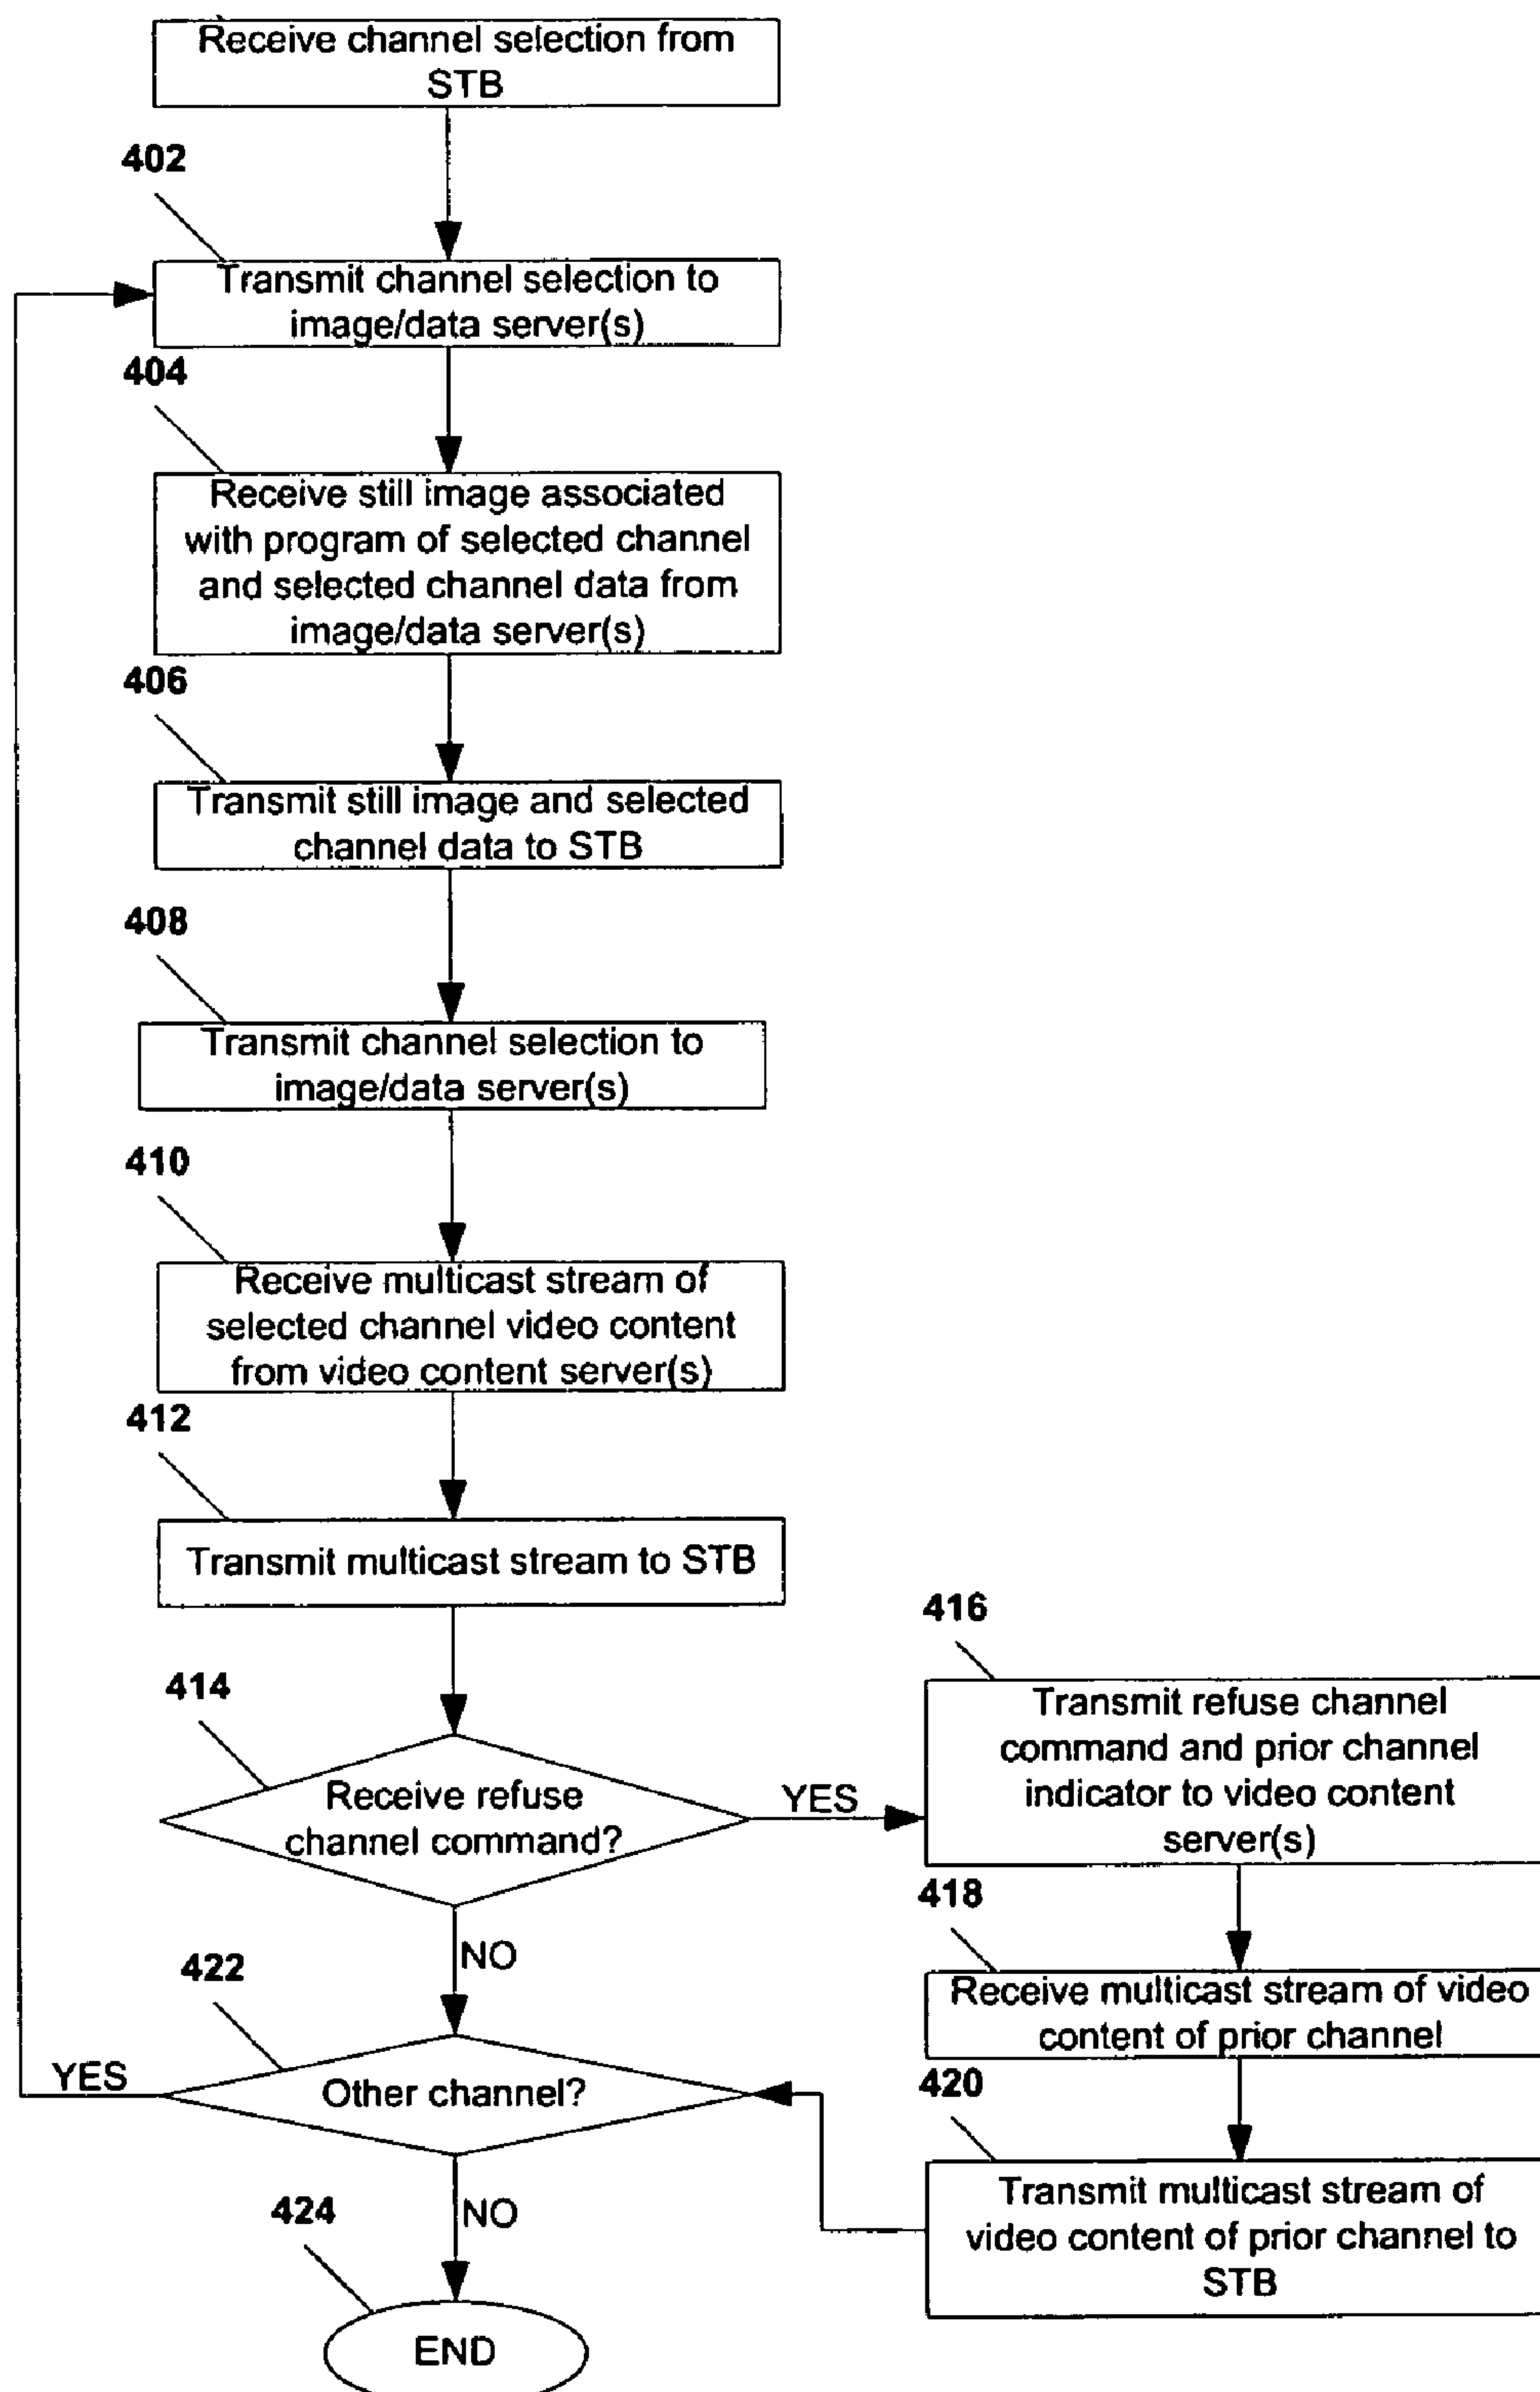 Receive channel selection from
STB
402
Transmit channel selection to
image/data server(s)
404
Receive still image associated
with program of selected channel
and selected channel data from
image/data server(s)
406
Transmit still image and selected
channel data to STB
408
Transmit channel selection to
image/data server(s)
410
Receive multicast stream of
selected channel video content
from video content server(s)
412
Transmit multicast stream to STB
414
Receive refuse
channel command?
YES
416
Transmit refuse channel
command and prior channel
indicator to video content
server(s)
418
Receive multicast stream of video
content of prior channel
420
Transmit multicast stream of
video content of prior channel to
STB
NO
422
Other channel?
YES
NO
424
END